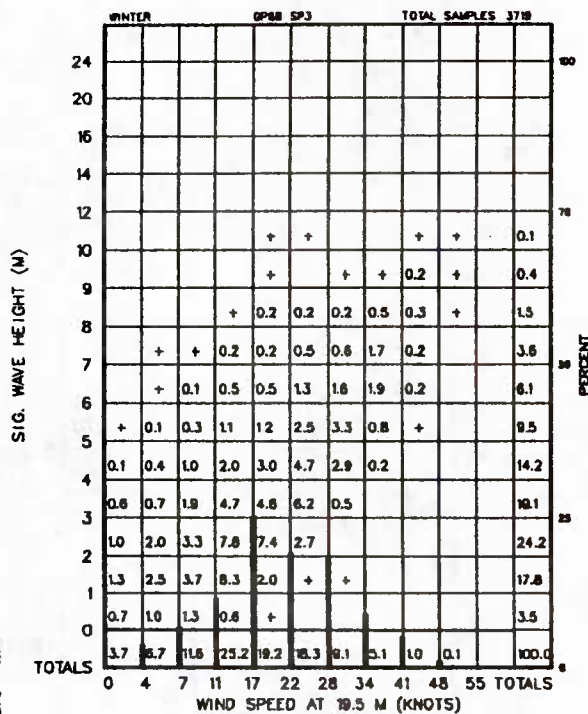 WINTER SP3 TOTAL SAMPLES 3719
24 100
20
16
14
12 75
10
+ + + + 0.1
9
+ + + 0.2 + 0.4
8
+ 0.2 0.2 0.2 0.5 0.3 + 1.5
7 50
+ + 0.2 0.2 0.5 0.6 1.7 0.2 3.6
6
+ 0.1 0.5 0.5 1.3 1.6 1.9 0.2 6.1
5
+ 0.1 0.3 1.1 1.2 2.5 3.3 0.8 + 9.5
4
0.1 0.4 1.0 2.0 3.0 4.7 2.9 0.2 14.2
3 25
0.6 0.7 1.9 4.7 4.6 6.2 0.5 19.1
2
1.0 2.0 3.3 7.8 7.4 2.7 24.2
1
1.3 2.5 3.7 8.3 2.0 + + 17.8
0
0.7 1.0 1.3 0.6 + 3.5
TOTALS 3.7 6.7 11.6 25.2 19.2 18.3 9.1 5.1 1.0 0.1 100.0
0 4 7 11 17 22 28 34 41 48 55 TOTALS
WIND SPEED AT 19.5 M (KNOTS)
SIG. WAVE HEIGHT (M)
PERCENT